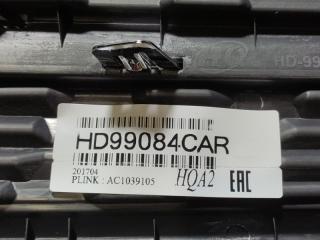 HD-99
HD99084CAR
201704
PLINK : AC1039105
HQA2
EAC